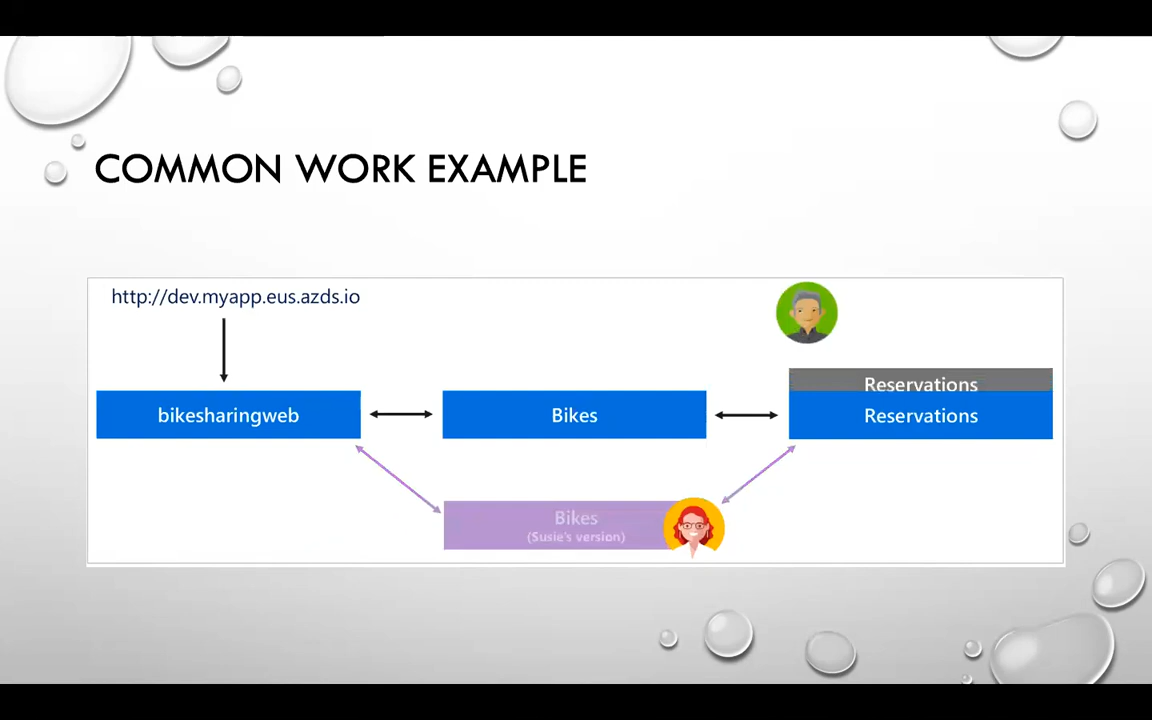 COMMON WORK EXAMPLE
http://dev.myapp.eus.azds.io
Reservations
bikesharingweb
Bikes
Reservations
Bikes
(Susie's version)